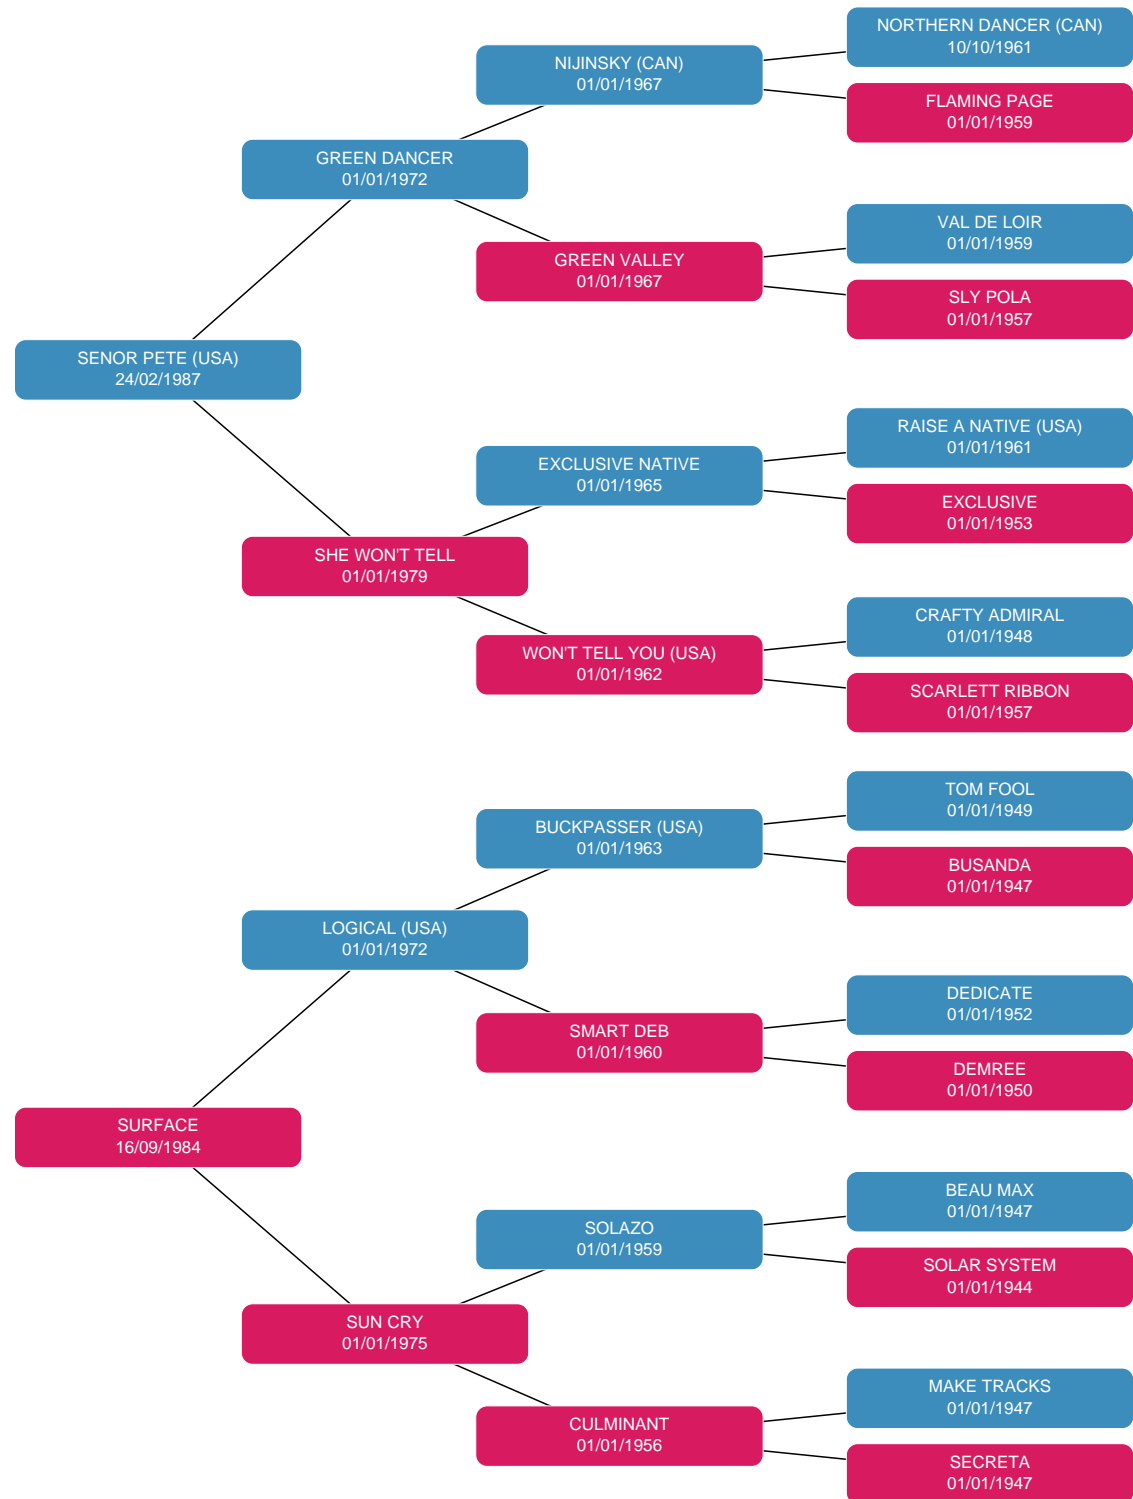 NORTHERN DANCER (CAN)
10/10/1961
NIJINSKY (CAN)
01/01/1967
FLAMING PAGE
01/01/1959
GREEN DANCER
01/01/1972
VAL DE LOIR
01/01/1959
GREEN VALLEY
01/01/1967
SLY POLA
01/01/1957
SENOR PETE (USA)
24/02/1987
RAISE A NATIVE (USA)
01/01/1961
EXCLUSIVE NATIVE
01/01/1965
EXCLUSIVE
01/01/1953
SHE WON'T TELL
01/01/1979
CRAFTY ADMIRAL
01/01/1948
WON'T TELL YOU (USA)
01/01/1962
SCARLETT RIBBON
01/01/1957
TOM FOOL
01/01/1949
BUCKPASSER (USA)
01/01/1963
BUSANDA
01/01/1947
LOGICAL (USA)
01/01/1972
DEDICATE
01/01/1952
SMART DEB
01/01/1960
DEMREE
01/01/1950
SURFACE
16/09/1984
BEAU MAX
01/01/1947
SOLAZO
01/01/1959
SOLAR SYSTEM
01/01/1944
SUN CRY
01/01/1975
MAKE TRACKS
01/01/1947
CULMINANT
01/01/1956
SECRETA
01/01/1947